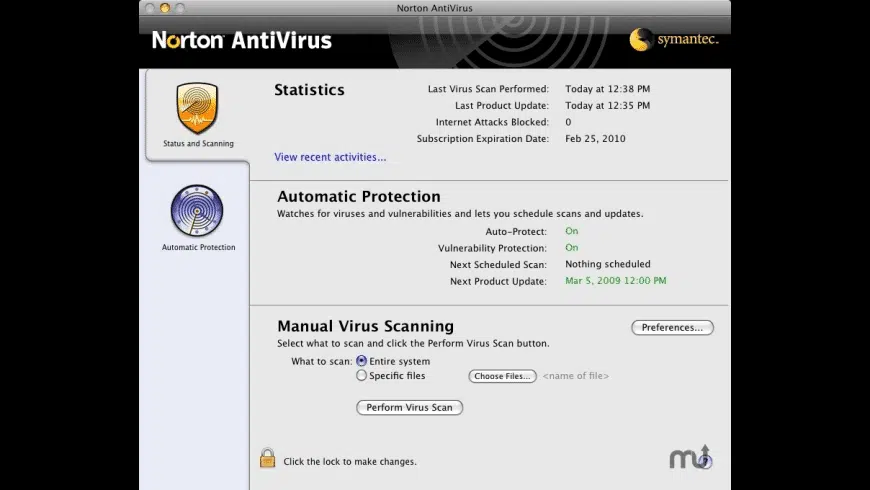 Norton AntiVirus
Norton AntiVirus
symantec.
Status and Scanning
Automatic Protection
Statistics
Last Virus Scan Performed: Today at 12:38 PM
Last Product Update: Today at 12:35 PM
Internet Attacks Blocked: 0
Subscription Expiration Date: Feb 25, 2010
View recent activities...
Automatic Protection
Watches for viruses and vulnerabilities and lets you schedule scans and updates.
Auto-Protect: On
Vulnerability Protection: On
Next Scheduled Scan: Nothing scheduled
Next Product Update: Mar 5, 2009 12:00 PM
Manual Virus Scanning
Preferences...
Select what to scan and click the Perform Virus Scan button.
What to scan: Entire system
Specific files Choose Files... <name of file>
Perform Virus Scan
Click the lock to make changes.
mu
?